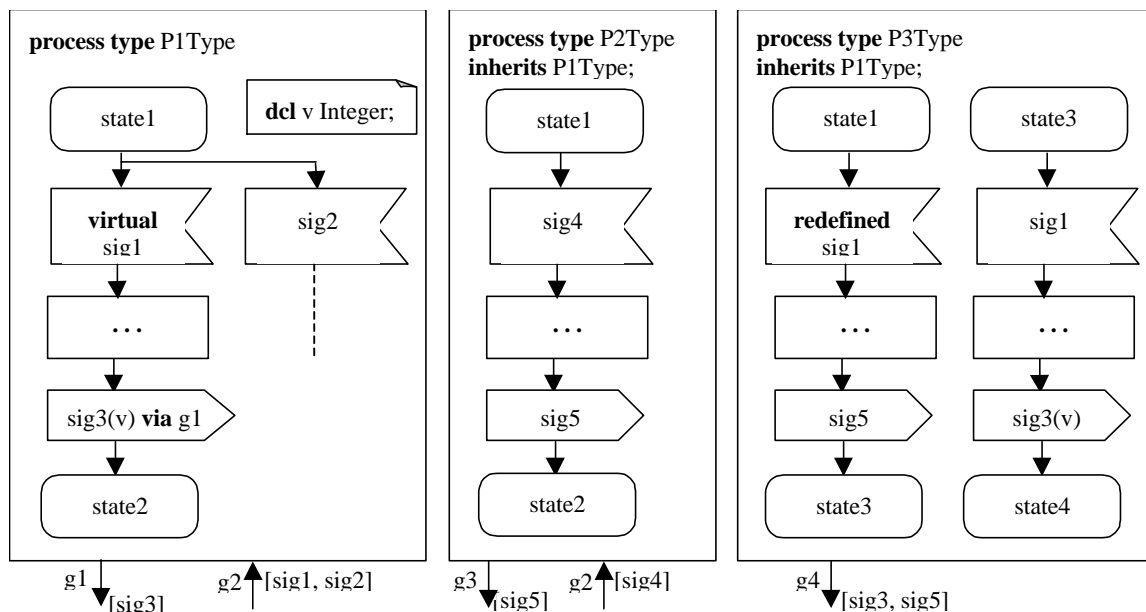 process type P1Type
dcl v Integer;
state1
virtual
sig1
sig2
...
sig3(v) via g1
state2
g1
[sig3]
g2
[sig1, sig2]
process type P2Type
inherits P1Type;
state1
sig4
...
sig5
state2
g3
[sig5]
g2
[sig4]
process type P3Type
inherits P1Type;
state1
redefined
sig1
...
sig5
state3
state3
sig1
...
sig3(v)
state4
g4
[sig3, sig5]